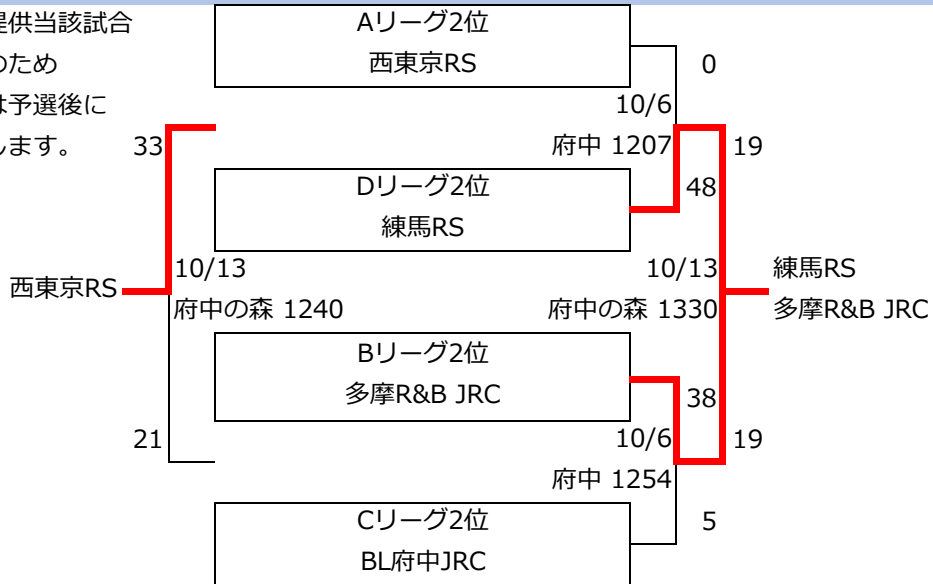 提供当該試合
のため
は予選後に
します。
Aリーグ2位
西東京RS
0
10/6
府中 1207
33
19
Dリーグ2位
練馬RS
48
10/13
府中の森 1240
西東京RS
10/13
府中の森 1330
練馬RS
多摩R&B JRC
Bリーグ2位
多摩R&B JRC
38
21
10/6
府中 1254
19
Cリーグ2位
BL府中JRC
5